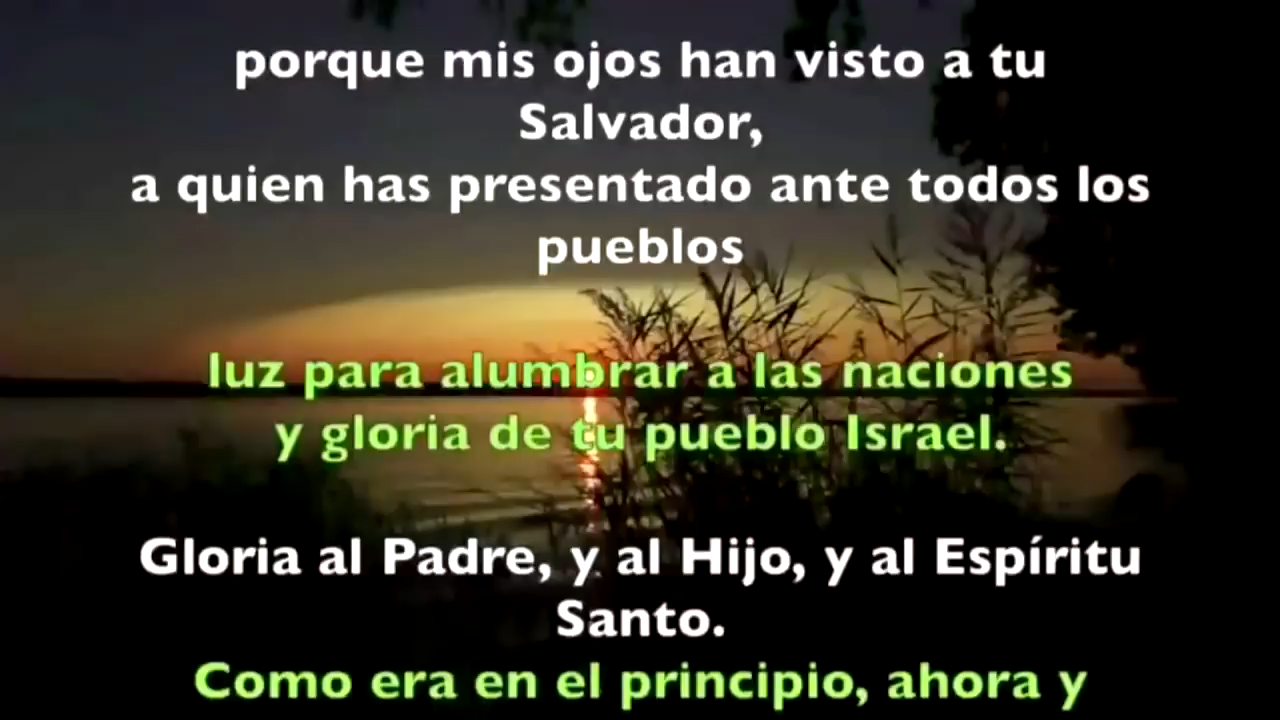 porque mis ojos han visto a tu
Salvador,
a quien has presentado ante todos los
pueblos
luz para alumbrar a las naciones
y gloria de tu pueblo Israel.
Gloria al Padre, y al Hijo, y al Espíritu
Santo.
Como era en el principio, ahora y